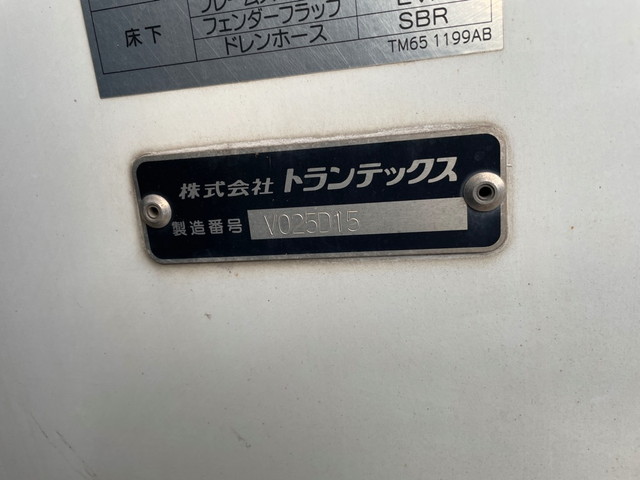 床下
フェンダーフラップ
ドレンホース
SBR
TM65 1199AB
株式会社 トランテックス
製造番号 V025D15